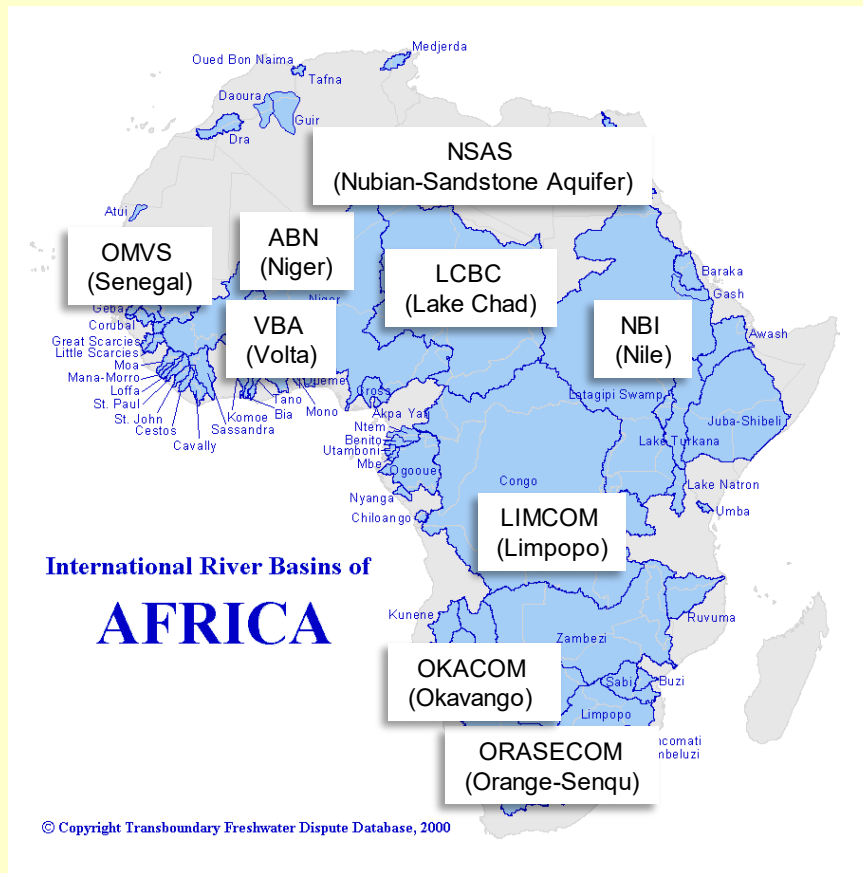 Medjerda
Oued Bon Naima
Tafna
Daoura
Guir
Dra
NSAS
(Nubian-Sandstone Aquifer)
Atui
OMVS
(Senegal)
ABN
(Niger)
LCBC
(Lake Chad)
Baraka
Gash
Niger
Geba
Corubal
VBA
(Volta)
NBI
(Nile)
Awash
Great Scarcies
Little Scarcies
Moa
Mana-Morro
Loffa
St. Paul
St. John
Cestos
Cavally
Sassandra
Komoe
Bia
Tano
Mono
Cross
Akpa Yafi
Ntem
Benito
Utamboni
Mbe
Ogooue
Nyanga
Chiloango
Latagipi Swamp
Juba-Shibeli
Lake Turkana
Congo
Lake Natron
Umba
LIMCOM
(Limpopo)
International River Basins of
AFRICA
Kunene
Zambezi
Ruvuma
OKACOM
(Okavango)
Sabi
Buzi
Limpopo
ORASECOM
(Orange-Senqu)
© Copyright Transboundary Freshwater Dispute Database, 2000